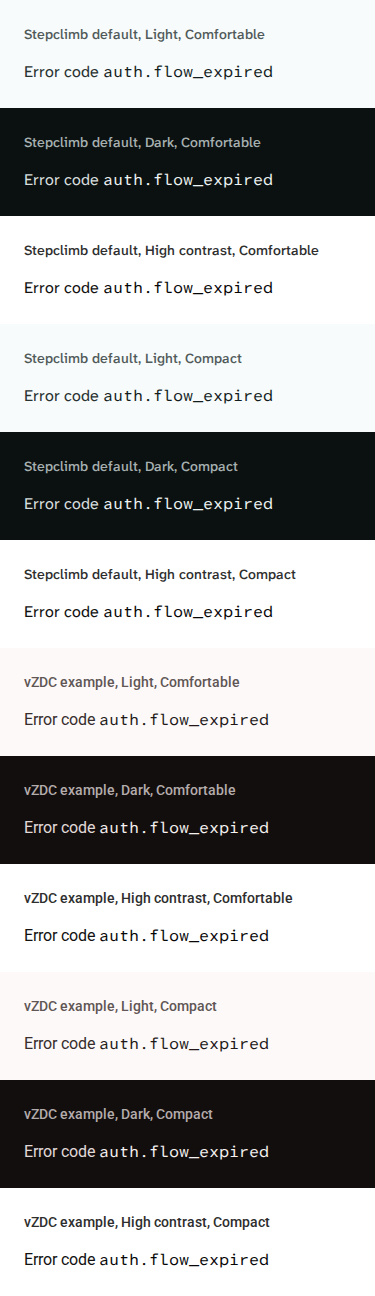 Stepclimb default, Light, Comfortable
Error code auth.flow_expired
Stepclimb default, Dark, Comfortable
Error code auth.flow_expired
Stepclimb default, High contrast, Comfortable
Error code auth.flow_expired
Stepclimb default, Light, Compact
Error code auth.flow_expired
Stepclimb default, Dark, Compact
Error code auth.flow_expired
Stepclimb default, High contrast, Compact
Error code auth.flow_expired
vZDC example, Light, Comfortable
Error code auth.flow_expired
vZDC example, Dark, Comfortable
Error code auth.flow_expired
vZDC example, High contrast, Comfortable
Error code auth.flow_expired
vZDC example, Light, Compact
Error code auth.flow_expired
vZDC example, Dark, Compact
Error code auth.flow_expired
vZDC example, High contrast, Compact
Error code auth.flow_expired